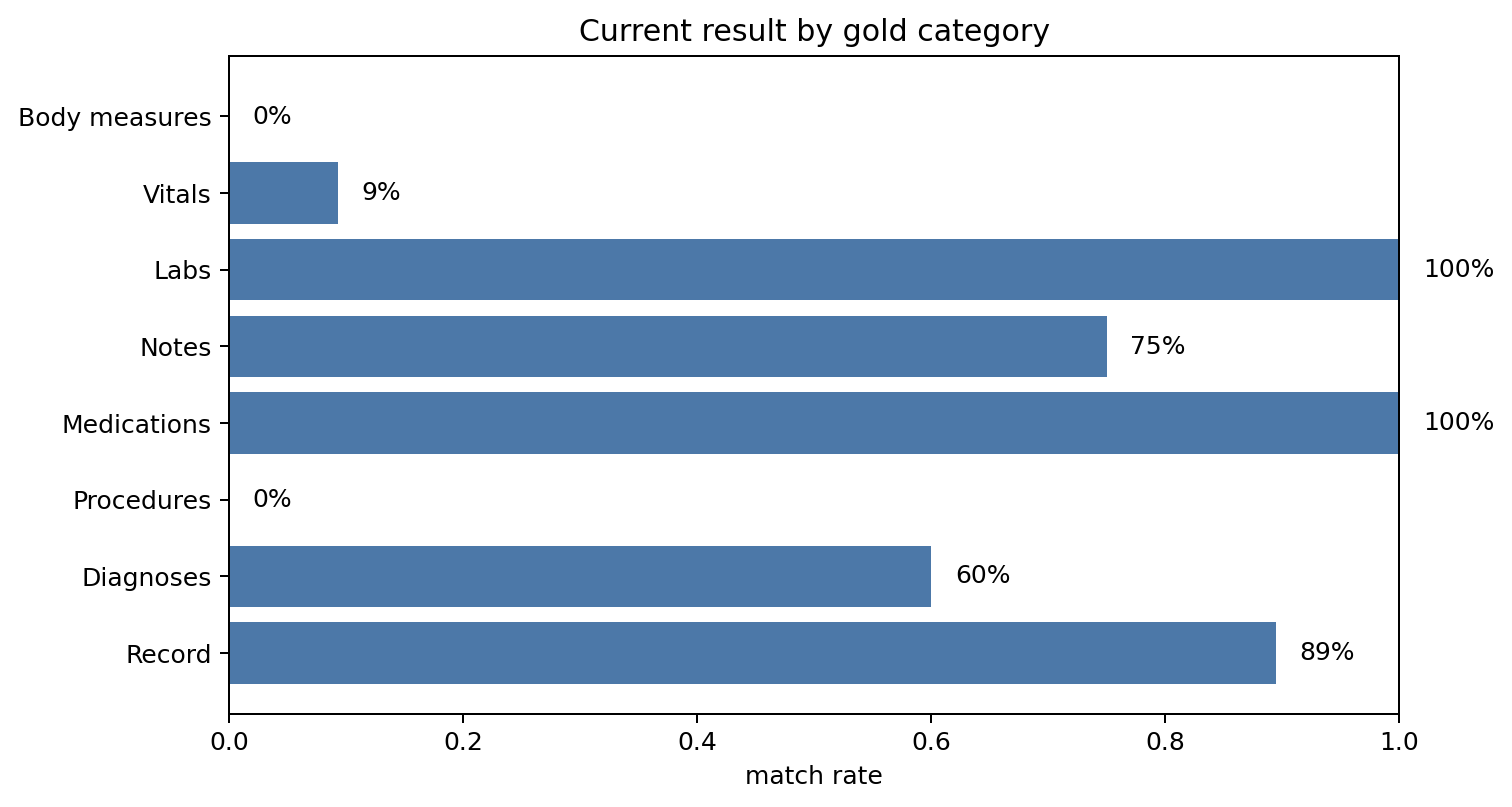 Current result by gold category
Body measures 0%
Vitals 9%
Labs 100%
Notes 75%
Medications 100%
Procedures 0%
Diagnoses 60%
Record 89%
0.0 0.2 0.4 0.6 0.8 1.0
match rate